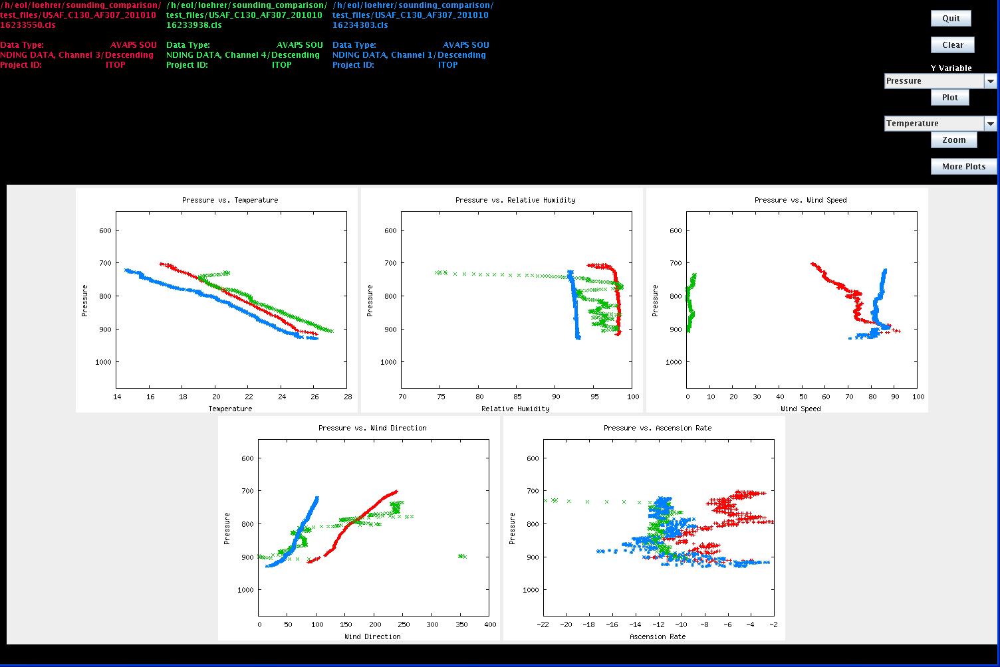 /h/eol/loehrer/sounding_comparison/
test_files/USAF_C130_AF307_201010
16233550.cls
Data Type: AVAPS SOU
NDING DATA, Channel 3/Descending
Project ID: ITOP
/h/eol/loehrer/sounding_comparison/
test_files/USAF_C130_AF307_201010
16233938.cls
Data Type: AVAPS SOU
NDING DATA, Channel 4/Descending
Project ID: ITOP
/h/eol/loehrer/sounding_comparison/
test_files/USAF_C130_AF307_201010
16234303.cls
Data Type: AVAPS SOU
NDING DATA, Channel 1/Descending
Project ID: ITOP
Quit
Clear
Y Variable
Pressure
Plot
Temperature
Zoom
More Plots
Pressure vs. Temperature
600
700
800
900
1000
Pressure
14 16 18 20 22 24 26 28
Temperature
Pressure vs. Relative Humidity
600
700
800
900
1000
70 75 80 85 90 95 100
Relative Humidity
Pressure vs. Wind Speed
600
700
800
900
1000
Pressure
0 10 20 30 40 50 60 70 80 90 100
Wind Speed
Pressure vs. Wind Direction
600
700
800
900
1000
Pressure
0 50 100 150 200 250 300 350 400
Wind Direction
Pressure vs. Ascension Rate
600
700
800
900
1000
Pressure
-22 -20 -18 -16 -14 -12 -10 -8 -6 -4 -2
Ascension Rate